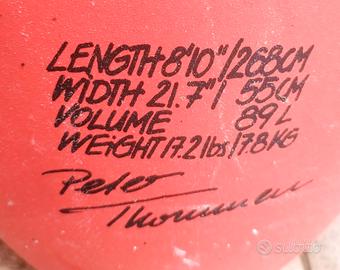 LENGTH 8'10"/268CM
WIDTH 21.7"/ 55CM
VOLUME 89 L
WEIGHT 17.2 lbs/7.8 KG
Peter
Thommen
subito